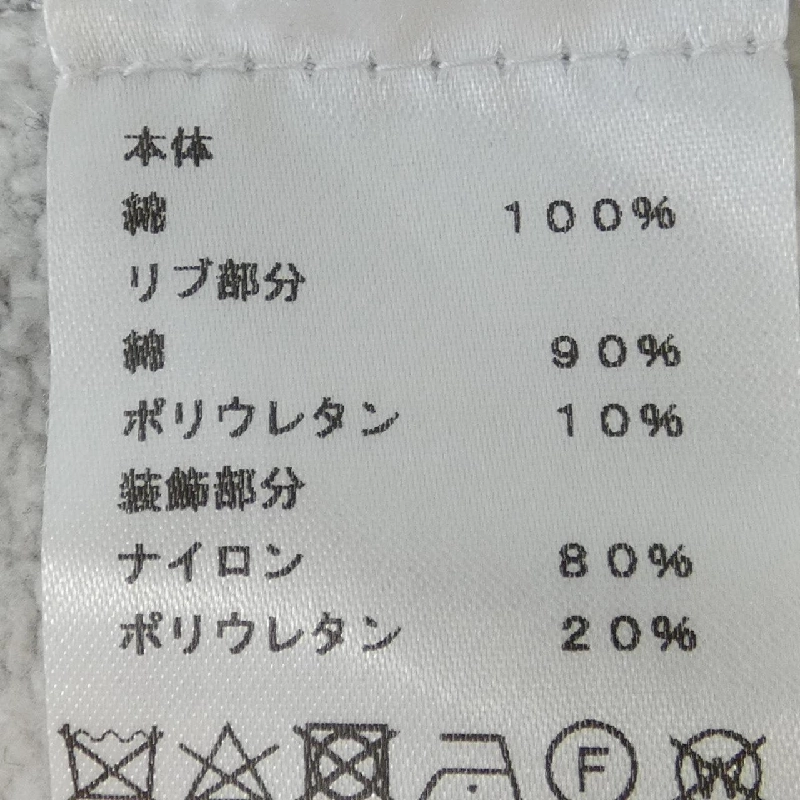 本体
綿 100%
リブ部分
綿 90%
ポリウレタン 10%
装飾部分
ナイロン 80%
ポリウレタン 20%
F W